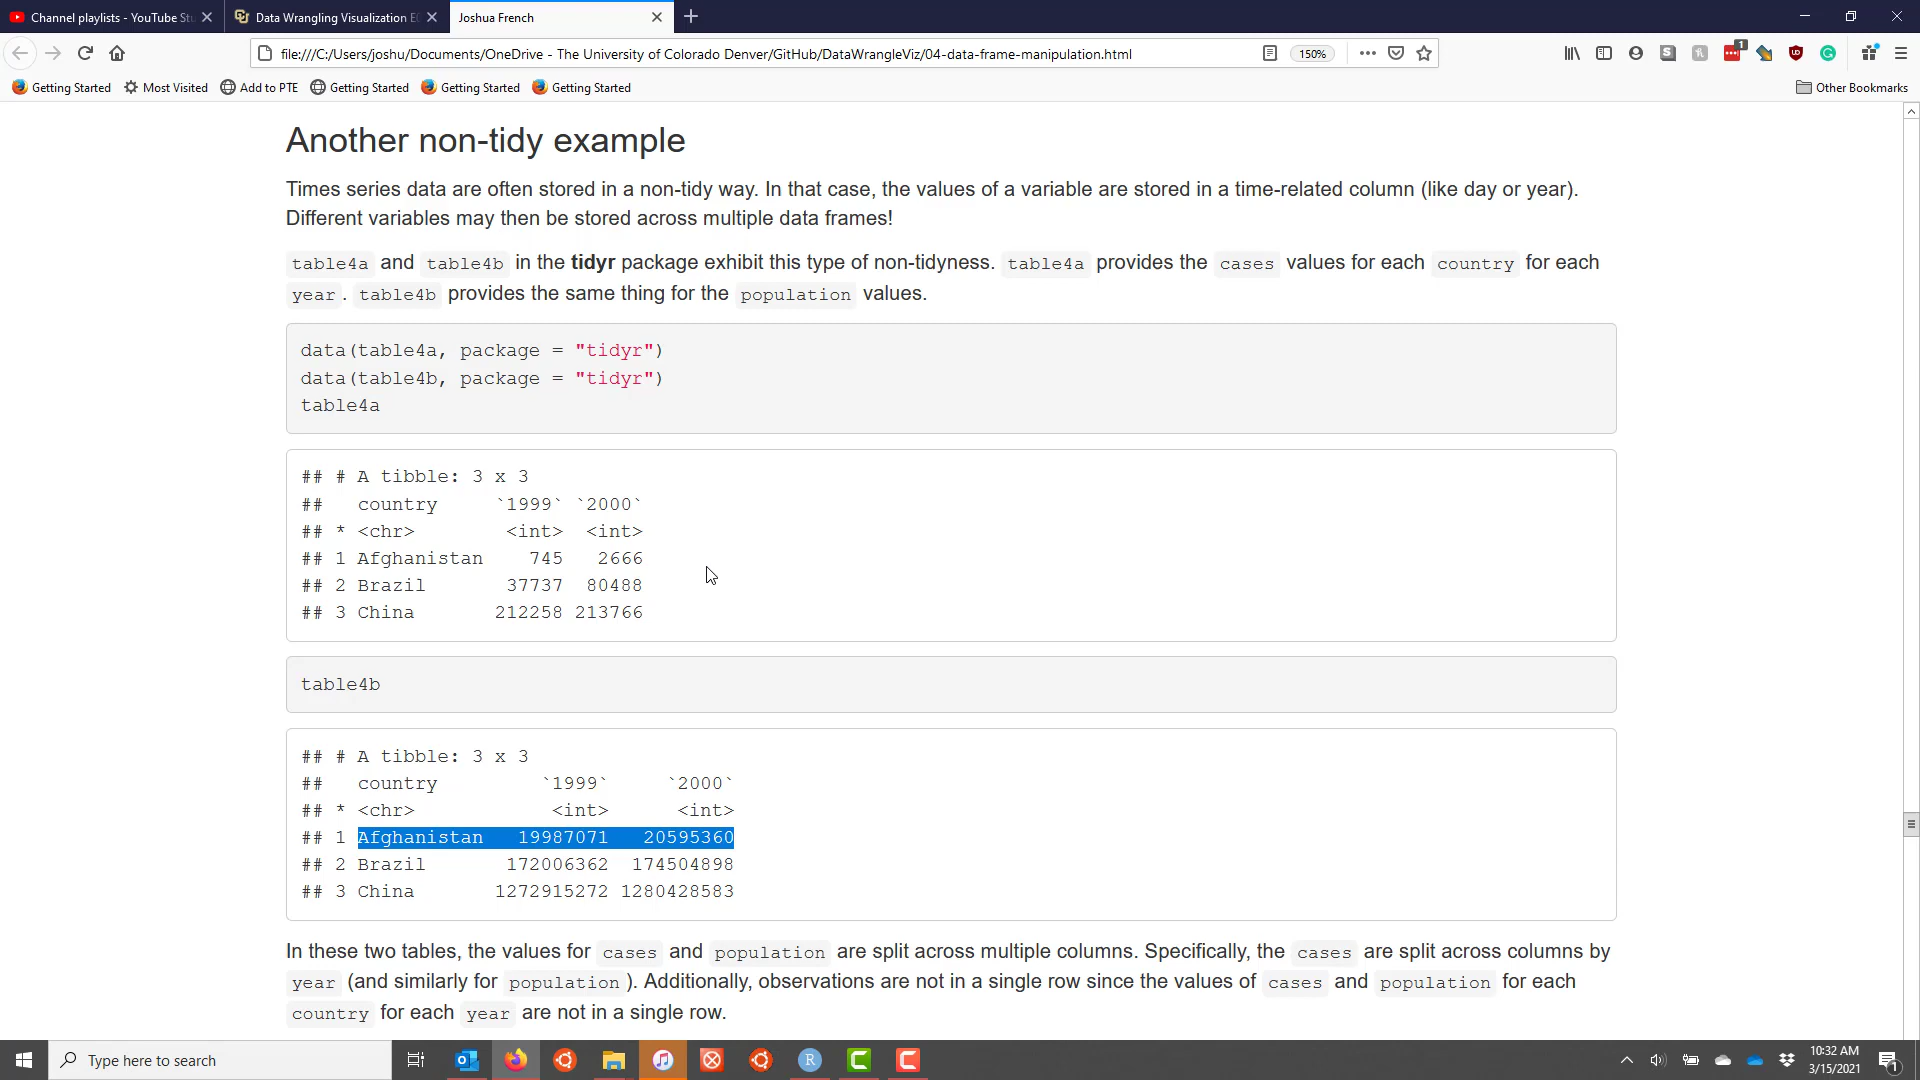 Channel playlists - YouTube Stu
Data Wrangling Visualization E
Joshua French
file:///C:/Users/joshu/Documents/OneDrive - The University of Colorado Denver/GitHub/DataWrangleViz/04-data-frame-manipulation.html
150%
1
Getting Started
Most Visited
Add to PTE
Getting Started
Getting Started
Getting Started
Other Bookmarks
Another non-tidy example
Times series data are often stored in a non-tidy way. In that case, the values of a variable are stored in a time-related column (like day or year).
Different variables may then be stored across multiple data frames!
table4a and table4b in the tidyr package exhibit this type of non-tidyness. table4a provides the cases values for each country for each
year. table4b provides the same thing for the population values.
data(table4a, package = "tidyr")
data(table4b, package = "tidyr")
table4a
## # A tibble: 3 x 3
##   country     `1999` `2000`
## * <chr>        <int>  <int>
## 1 Afghanistan    745   2666
## 2 Brazil       37737  80488
## 3 China       212258 213766
table4b
## # A tibble: 3 x 3
##   country         `1999`     `2000`
## * <chr>            <int>      <int>
## 1 Afghanistan   19987071   20595360
## 2 Brazil       172006362  174504898
## 3 China       1272915272 1280428583
In these two tables, the values for cases and population are split across multiple columns. Specifically, the cases are split across columns by
year (and similarly for population). Additionally, observations are not in a single row since the values of cases and population for each
country for each year are not in a single row.
Type here to search
10:32 AM
3/15/2021
1